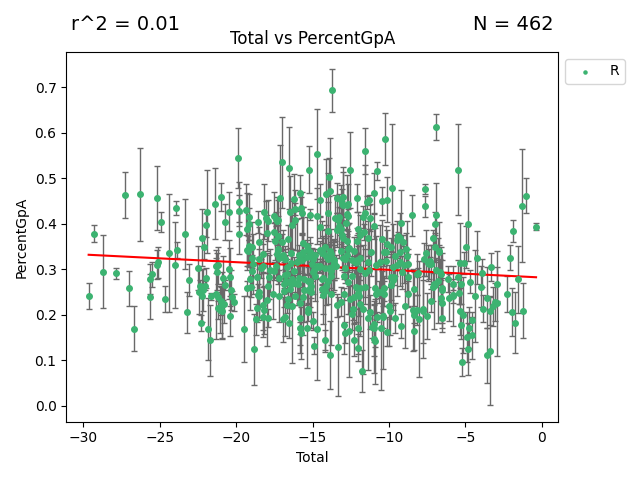 r^2 = 0.01
N = 462
Total vs PercentGpA
R
PercentGpA
0.7
0.6
0.5
0.4
0.3
0.2
0.1
0.0
−30
−25
−20
−15
−10
−5
0
Total